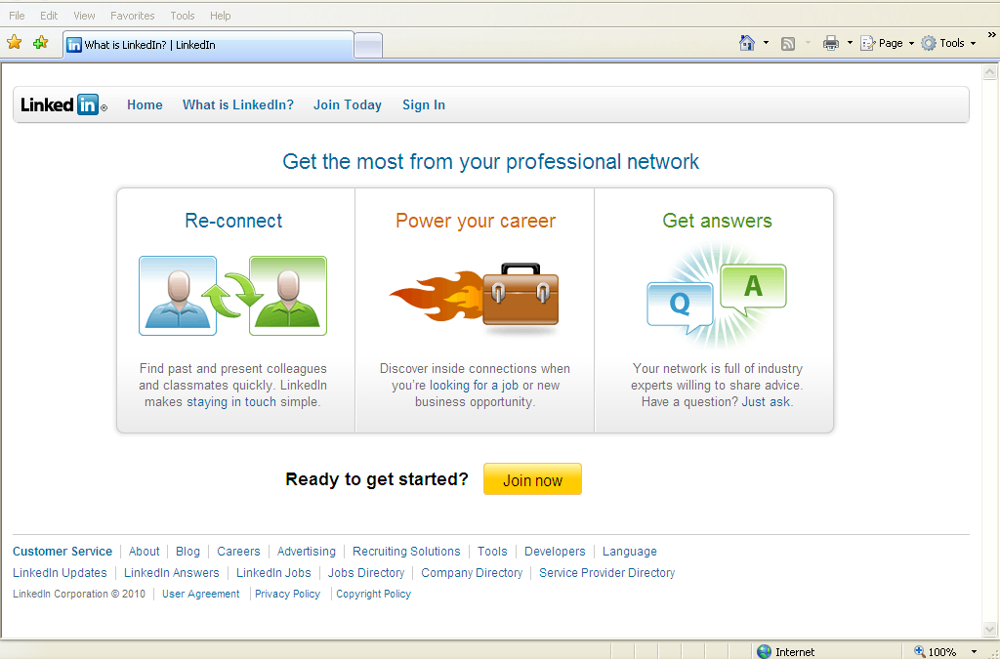 File Edit View Favorites Tools Help
What is LinkedIn? | LinkedIn
Page Tools »
Linked in ® Home What is LinkedIn? Join Today Sign In
Get the most from your professional network
Re-connect
Find past and present colleagues
and classmates quickly. LinkedIn
makes staying in touch simple.
Power your career
Discover inside connections when
you're looking for a job or new
business opportunity.
Get answers
Q A
Your network is full of industry
experts willing to share advice.
Have a question? Just ask.
Ready to get started? Join now
Customer Service About Blog Careers Advertising Recruiting Solutions Tools Developers Language
LinkedIn Updates LinkedIn Answers LinkedIn Jobs Jobs Directory Company Directory Service Provider Directory
LinkedIn Corporation © 2010 User Agreement Privacy Policy Copyright Policy
Internet 100%